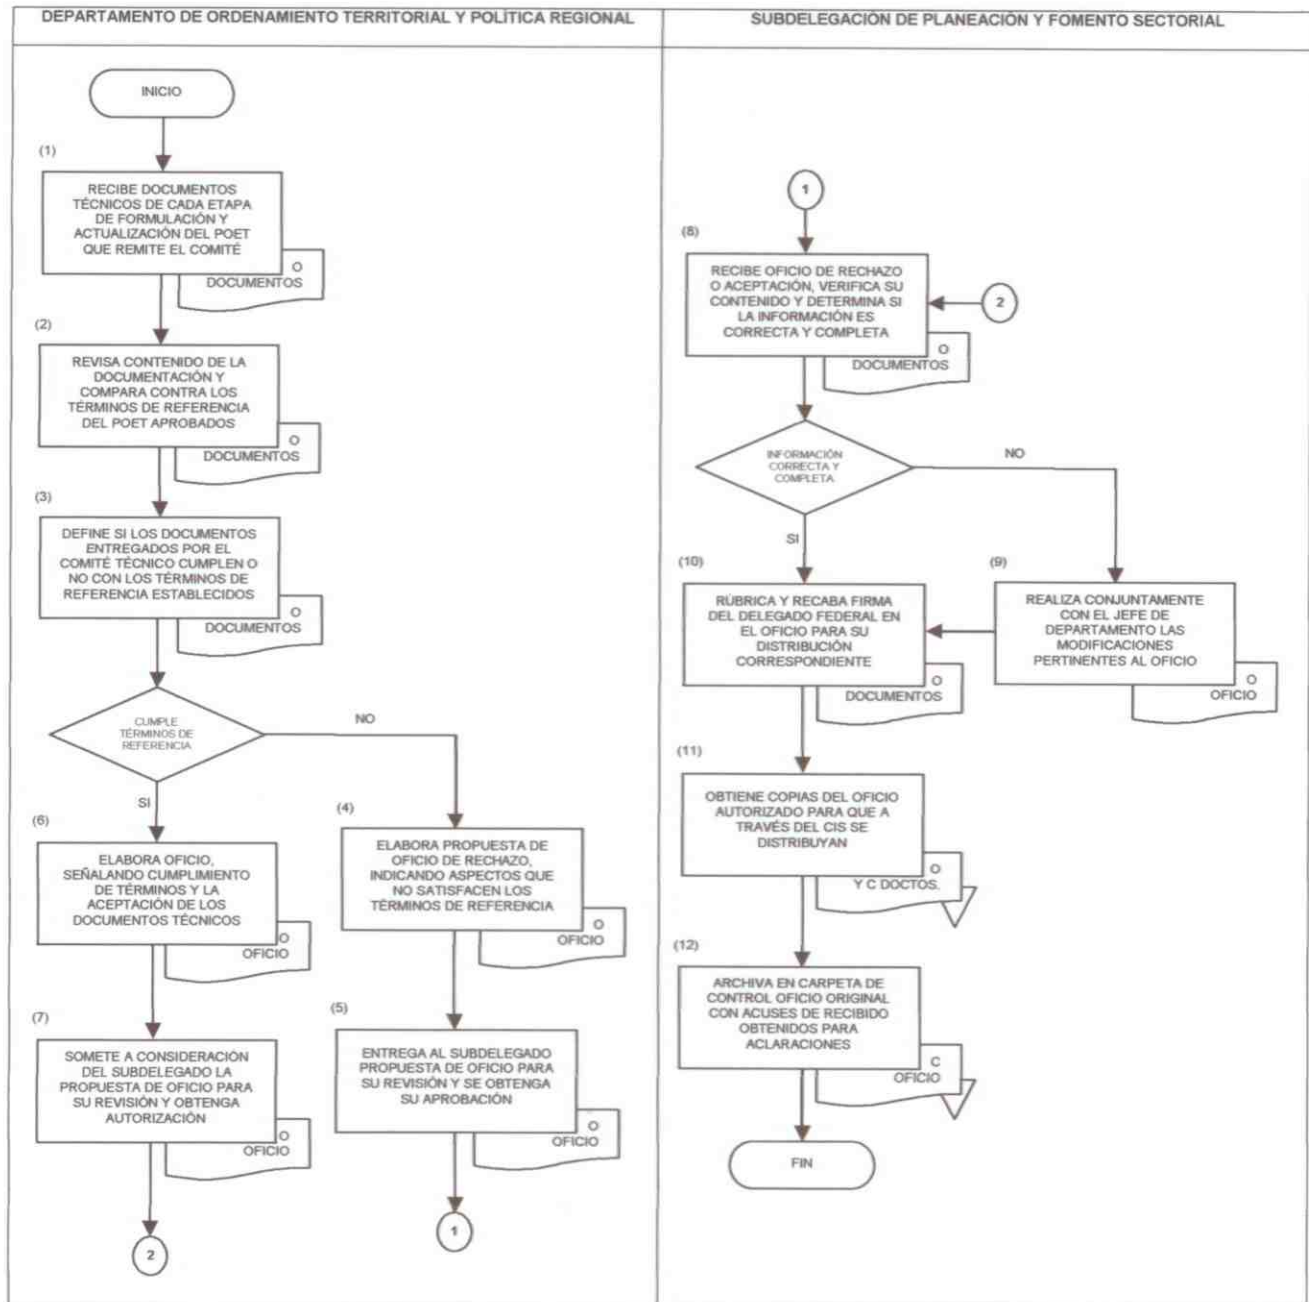 DEPARTAMENTO DE ORDENAMIENTO TERRITORIAL Y POLÍTICA REGIONAL
INICIO
(1)
RECIBE DOCUMENTOS
TÉCNICOS DE CADA ETAPA
DE FORMULACIÓN Y
ACTUALIZACIÓN DEL POET
QUE REMITE EL COMITÉ
O
DOCUMENTOS
(2)
REVISA CONTENIDO DE LA
DOCUMENTACIÓN Y
COMPARA CONTRA LOS
TÉRMINOS DE REFERENCIA
DEL POET APROBADOS
O
DOCUMENTOS
(3)
DEFINE SI LOS DOCUMENTOS
ENTREGADOS POR EL
COMITÉ TÉCNICO CUMPLEN O
NO CON LOS TÉRMINOS DE
REFERENCIA ESTABLECIDOS
O
DOCUMENTOS
CUMPLE
TÉRMINOS DE
REFERENCIA
NO
SI
(6)
ELABORA OFICIO,
SEÑALANDO CUMPLIMIENTO
DE TÉRMINOS Y LA
ACEPTACIÓN DE LOS
DOCUMENTOS TÉCNICOS
O
OFICIO
(4)
ELABORA PROPUESTA DE
OFICIO DE RECHAZO,
INDICANDO ASPECTOS QUE
NO SATISFACEN LOS
TÉRMINOS DE REFERENCIA
O
OFICIO
(7)
SOMETE A CONSIDERACIÓN
DEL SUBDELEGADO LA
PROPUESTA DE OFICIO PARA
SU REVISIÓN Y OBTENGA
AUTORIZACIÓN
O
OFICIO
(5)
ENTREGA AL SUBDELEGADO
PROPUESTA DE OFICIO PARA
SU REVISIÓN Y SE OBTENGA
SU APROBACIÓN
O
OFICIO
2
1
SUBDELEGACIÓN DE PLANEACIÓN Y FOMENTO SECTORIAL
1
(8)
RECIBE OFICIO DE RECHAZO
O ACEPTACIÓN, VERIFICA SU
CONTENIDO Y DETERMINA SI
LA INFORMACIÓN ES
CORRECTA Y COMPLETA
2
O
DOCUMENTOS
INFORMACIÓN
CORRECTA Y
COMPLETA
NO
SI
(10)
RÚBRICA Y RECABA FIRMA
DEL DELEGADO FEDERAL EN
EL OFICIO PARA SU
DISTRIBUCIÓN
CORRESPONDIENTE
O
DOCUMENTOS
(9)
REALIZA CONJUNTAMENTE
CON EL JEFE DE
DEPARTAMENTO LAS
MODIFICACIONES
PERTINENTES AL OFICIO
O
OFICIO
(11)
OBTIENE COPIAS DEL OFICIO
AUTORIZADO PARA QUE A
TRAVÉS DEL CIS SE
DISTRIBUYAN
O
Y C DOCTOS.
(12)
ARCHIVA EN CARPETA DE
CONTROL OFICIO ORIGINAL
CON ACUSES DE RECIBIDO
OBTENIDOS PARA
ACLARACIONES
C
OFICIO
FIN